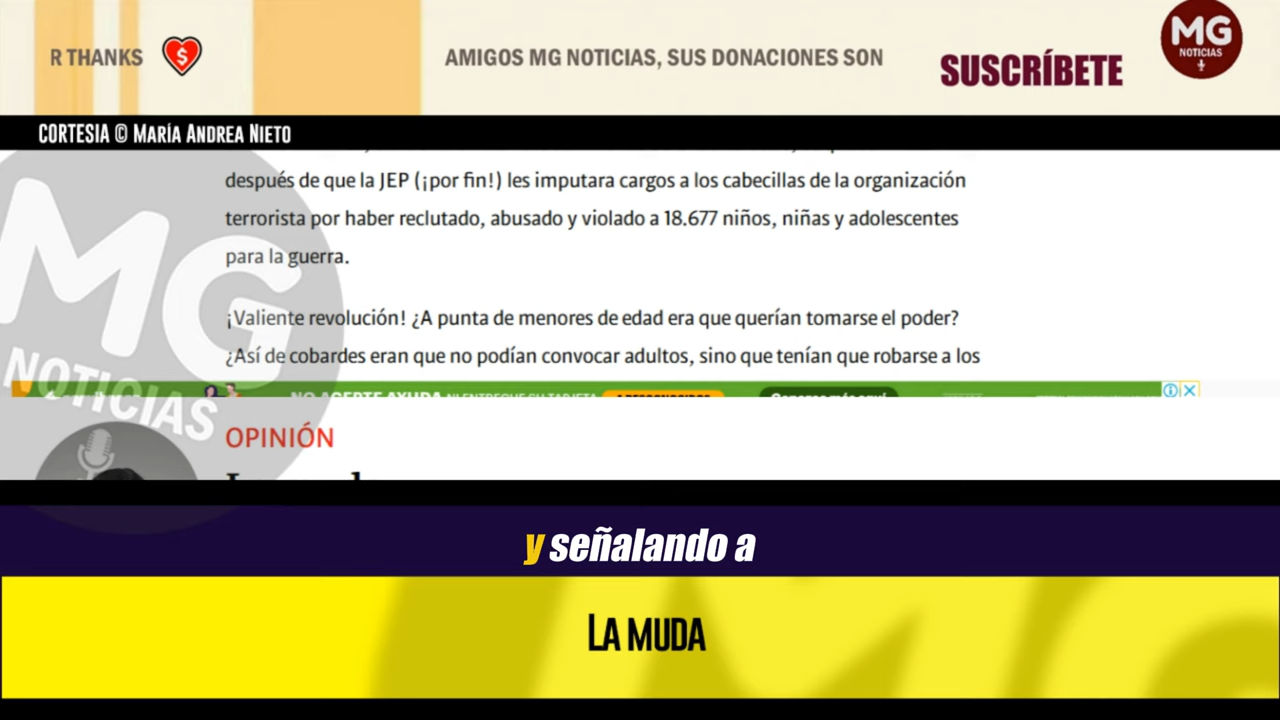 R THANKS
AMIGOS MG NOTICIAS, SUS DONACIONES SON
SUSCRÍBETE
MG
NOTICIAS
CORTESIA © MARÍA ANDREA NIETO
después de que la JEP (¡por fin!) les imputara cargos a los cabecillas de la organización
terrorista por haber reclutado, abusado y violado a 18.677 niños, niñas y adolescentes
para la guerra.
¡Valiente revolución! ¿A punta de menores de edad era que querían tomarse el poder?
¿Así de cobardes eran que no podían convocar adultos, sino que tenían que robarse a los
MG
NOTICIAS
OPINIÓN
y señalando a
LA MUDA